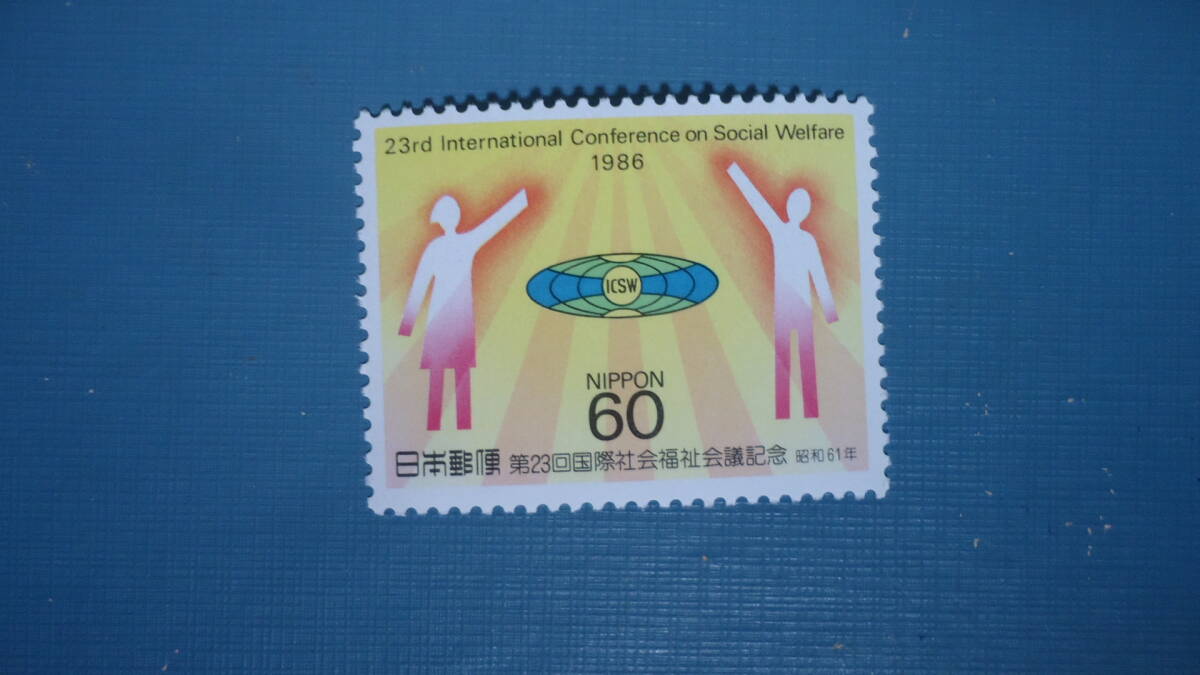 23rd International Conference on Social Welfare
1986
ICSW
NIPPON
60
日本郵便 第23回国際社会福祉会議記念 昭和61年